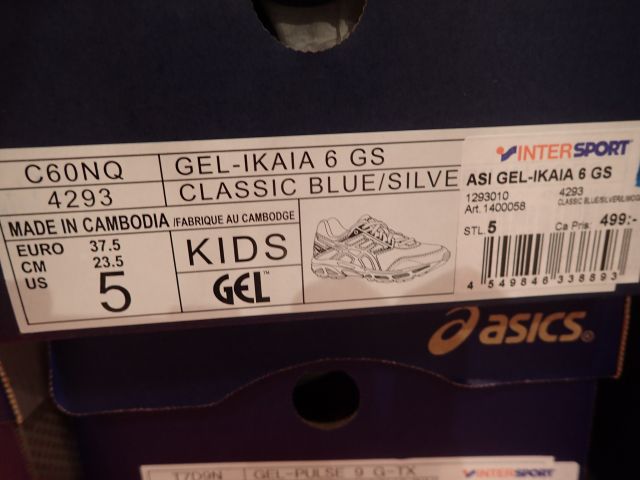 C60NQ
GEL-IKAIA 6 GS
4293
CLASSIC BLUE/SILVE
MADE IN CAMBODIA /FABRIQUE AU CAMBODGE
EURO 37.5
CM 23.5
US 5
KIDS
GEL™
INTERSPORT
ASI GEL-IKAIA 6 GS
1293010 4293
Art. 1400058
STL 5 Ca Pris: 499:-
4 549846 338893
asics®
T7D9N GEL-PULSE 9 G-TX
INTERSPORT